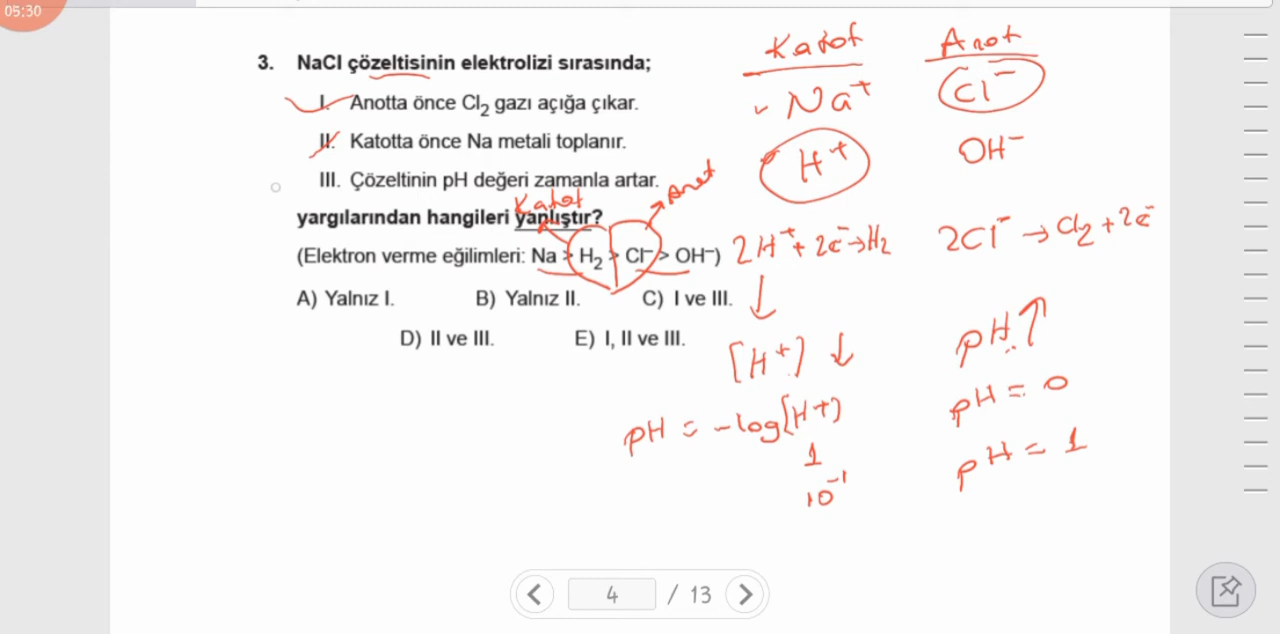 05:30
3. NaCl çözeltisinin elektrolizi sırasında;
I. Anotta önce Cl₂ gazı açığa çıkar.
II. Katotta önce Na metali toplanır.
III. Çözeltinin pH değeri zamanla artar.
yargılarından hangileri yanlıştır?
(Elektron verme eğilimleri: Na > H₂ > Cl⁻ > OH⁻)
A) Yalnız I.
B) Yalnız II.
C) I ve III.
D) II ve III.
E) I, II ve III.
Katot
Anot
Katot
Anot
Na⁺
Cl⁻
H⁺
OH⁻
2H⁺ + 2e⁻ → H₂
2Cl⁻ → Cl₂ + 2e⁻
↓
[H⁺] ↓
pH ↑
pH = -log[H⁺]
pH = 0
1
pH = 1
10⁻¹
4 / 13